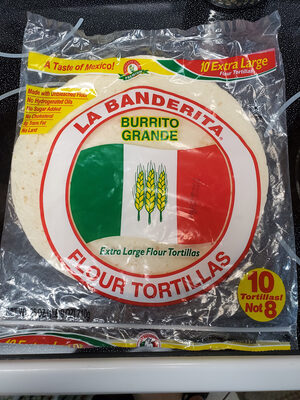 A Taste of Mexico!
10 Extra Large
Flour Tortillas
Made with Unbleached Flour
No Hydrogenated Oils
No Sugar Added
No Cholesterol
No Trans Fat
No Lard
LA BANDERITA
BURRITO
GRANDE
Extra Large Flour Tortillas
FLOUR TORTILLAS
10
Tortillas!
Not 8